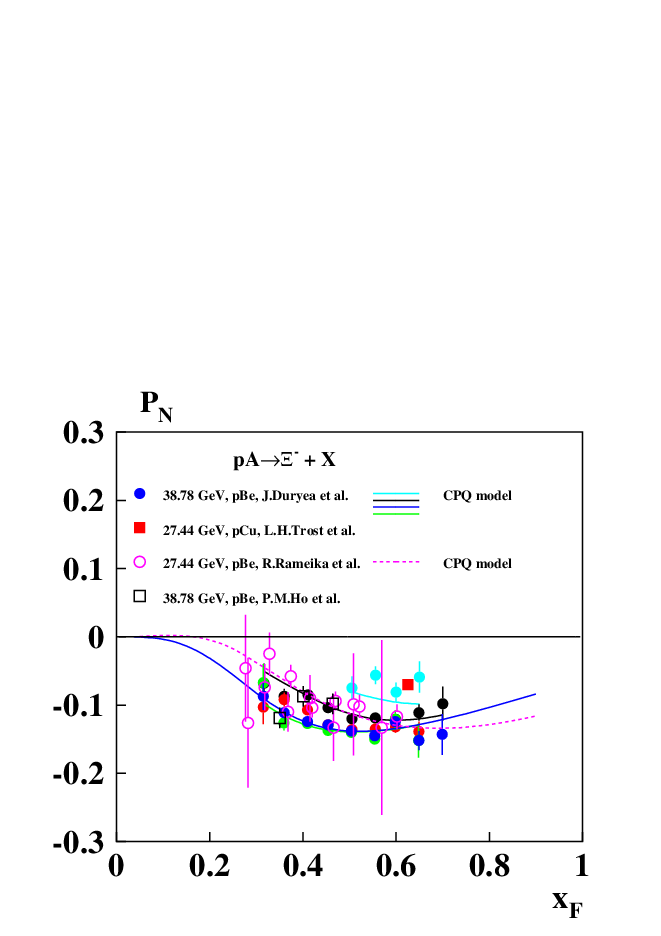 P_N
0.3
pA→Ξ⁻ + X
0.2
38.78 GeV, pBe, J.Duryea et al. CPQ model
27.44 GeV, pCu, L.H.Trost et al.
0.1
27.44 GeV, pBe, R.Rameika et al. CPQ model
38.78 GeV, pBe, P.M.Ho et al.
0
-0.1
-0.2
-0.3
0 0.2 0.4 0.6 0.8 1
x_F